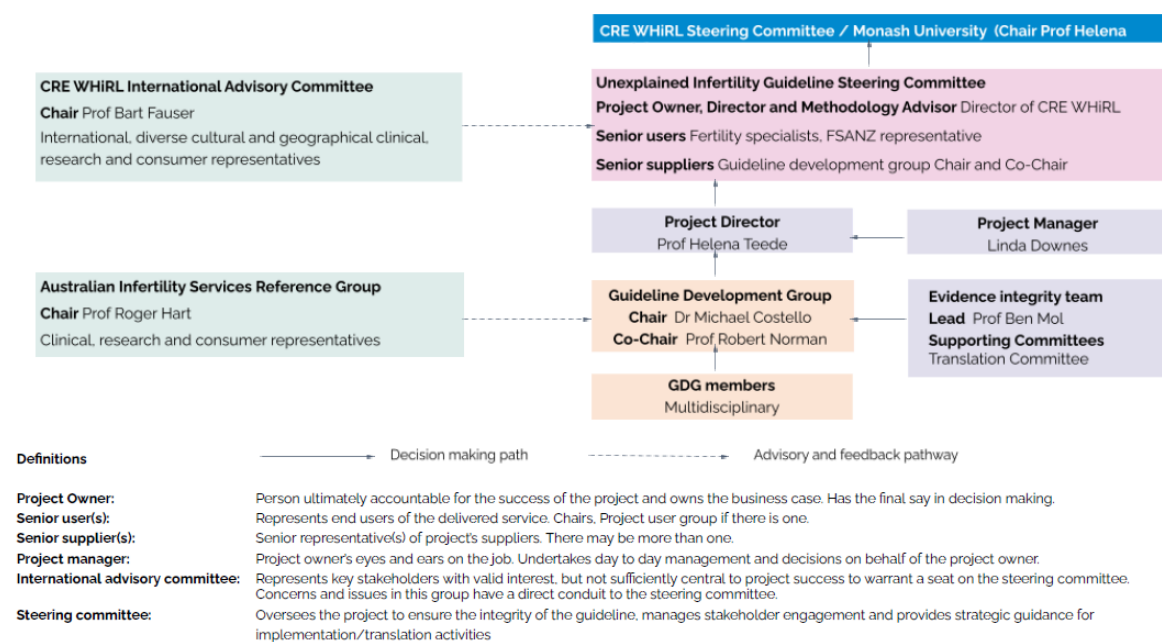 CRE WHiRL Steering Committee / Monash University (Chair Prof Helena
CRE WHiRL International Advisory Committee
Chair Prof Bart Fauser
International, diverse cultural and geographical clinical,
research and consumer representatives
Unexplained Infertility Guideline Steering Committee
Project Owner, Director and Methodology Advisor Director of CRE WHiRL
Senior users Fertility specialists, FSANZ representative
Senior suppliers Guideline development group Chair and Co-Chair
Project Director
Prof Helena Teede
Project Manager
Linda Downes
Australian Infertility Services Reference Group
Chair Prof Roger Hart
Clinical, research and consumer representatives
Guideline Development Group
Chair Dr Michael Costello
Co-Chair Prof Robert Norman
Evidence integrity team
Lead Prof Ben Mol
Supporting Committees
Translation Committee
GDG members
Multidisciplinary
Definitions
Decision making path
Advisory and feedback pathway
Project Owner: Person ultimately accountable for the success of the project and owns the business case. Has the final say in decision making.
Senior user(s): Represents end users of the delivered service. Chairs, Project user group if there is one.
Senior supplier(s): Senior representative(s) of project's suppliers. There may be more than one.
Project manager: Project owner's eyes and ears on the job. Undertakes day to day management and decisions on behalf of the project owner.
International advisory committee: Represents key stakeholders with valid interest, but not sufficiently central to project success to warrant a seat on the steering committee.
Concerns and issues in this group have a direct conduit to the steering committee.
Steering committee: Oversees the project to ensure the integrity of the guideline, manages stakeholder engagement and provides strategic guidance for
implementation/translation activities